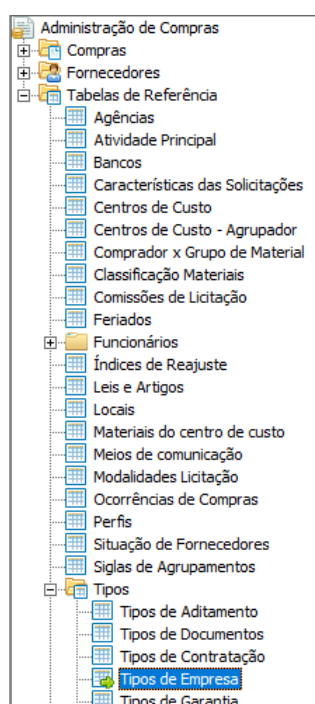 Administração de Compras
Compras
Fornecedores
Tabelas de Referência
Agências
Atividade Principal
Bancos
Características das Solicitações
Centros de Custo
Centros de Custo - Agrupador
Comprador x Grupo de Material
Classificação Materiais
Comissões de Licitação
Feriados
Funcionários
Índices de Reajuste
Leis e Artigos
Locais
Materiais do centro de custo
Meios de comunicação
Modalidades Licitação
Ocorrências de Compras
Perfis
Situação de Fornecedores
Siglas de Agrupamentos
Tipos
Tipos de Aditamento
Tipos de Documentos
Tipos de Contratação
Tipos de Empresa
Tipos de Garantia